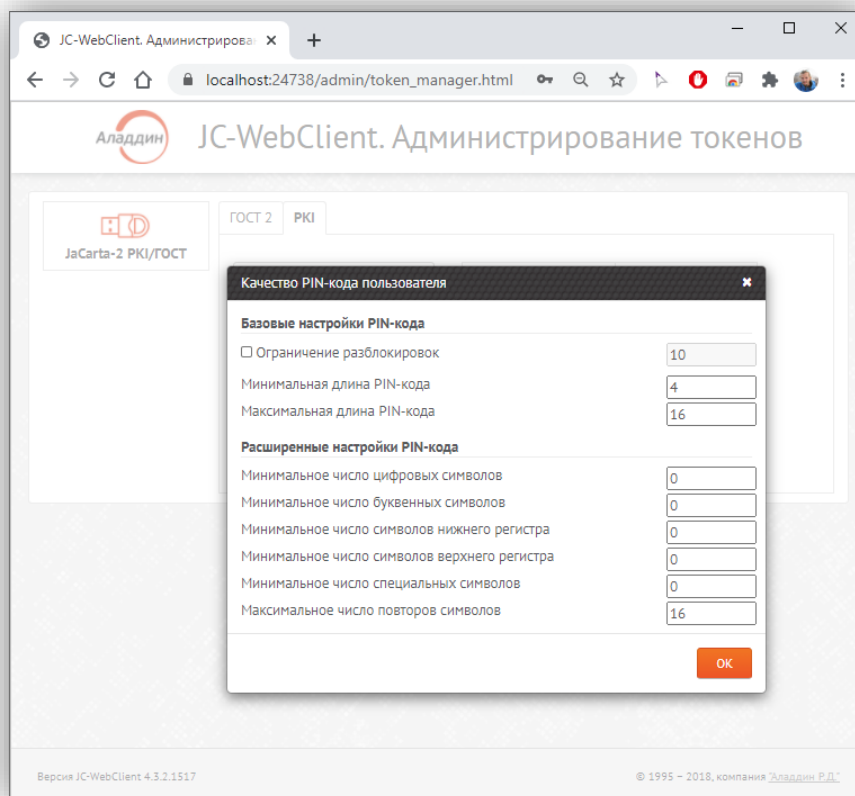 JC-WebClient. Администрирова
localhost:24738/admin/token_manager.html
Аладдин
JC-WebClient. Администрирование токенов
JaCarta-2 PKI/ГОСТ
ГОСТ 2 PKI
Качество PIN-кода пользователя
Базовые настройки PIN-кода
Ограничение разблокировок 10
Минимальная длина PIN-кода 4
Максимальная длина PIN-кода 16
Расширенные настройки PIN-кода
Минимальное число цифровых символов 0
Минимальное число буквенных символов 0
Минимальное число символов нижнего регистра 0
Минимальное число символов верхнего регистра 0
Минимальное число специальных символов 0
Максимальное число повторов символов 16
ОК
Версия JC-WebClient 4.3.2.1517
© 1995 – 2018, компания "Аладдин Р.Д."